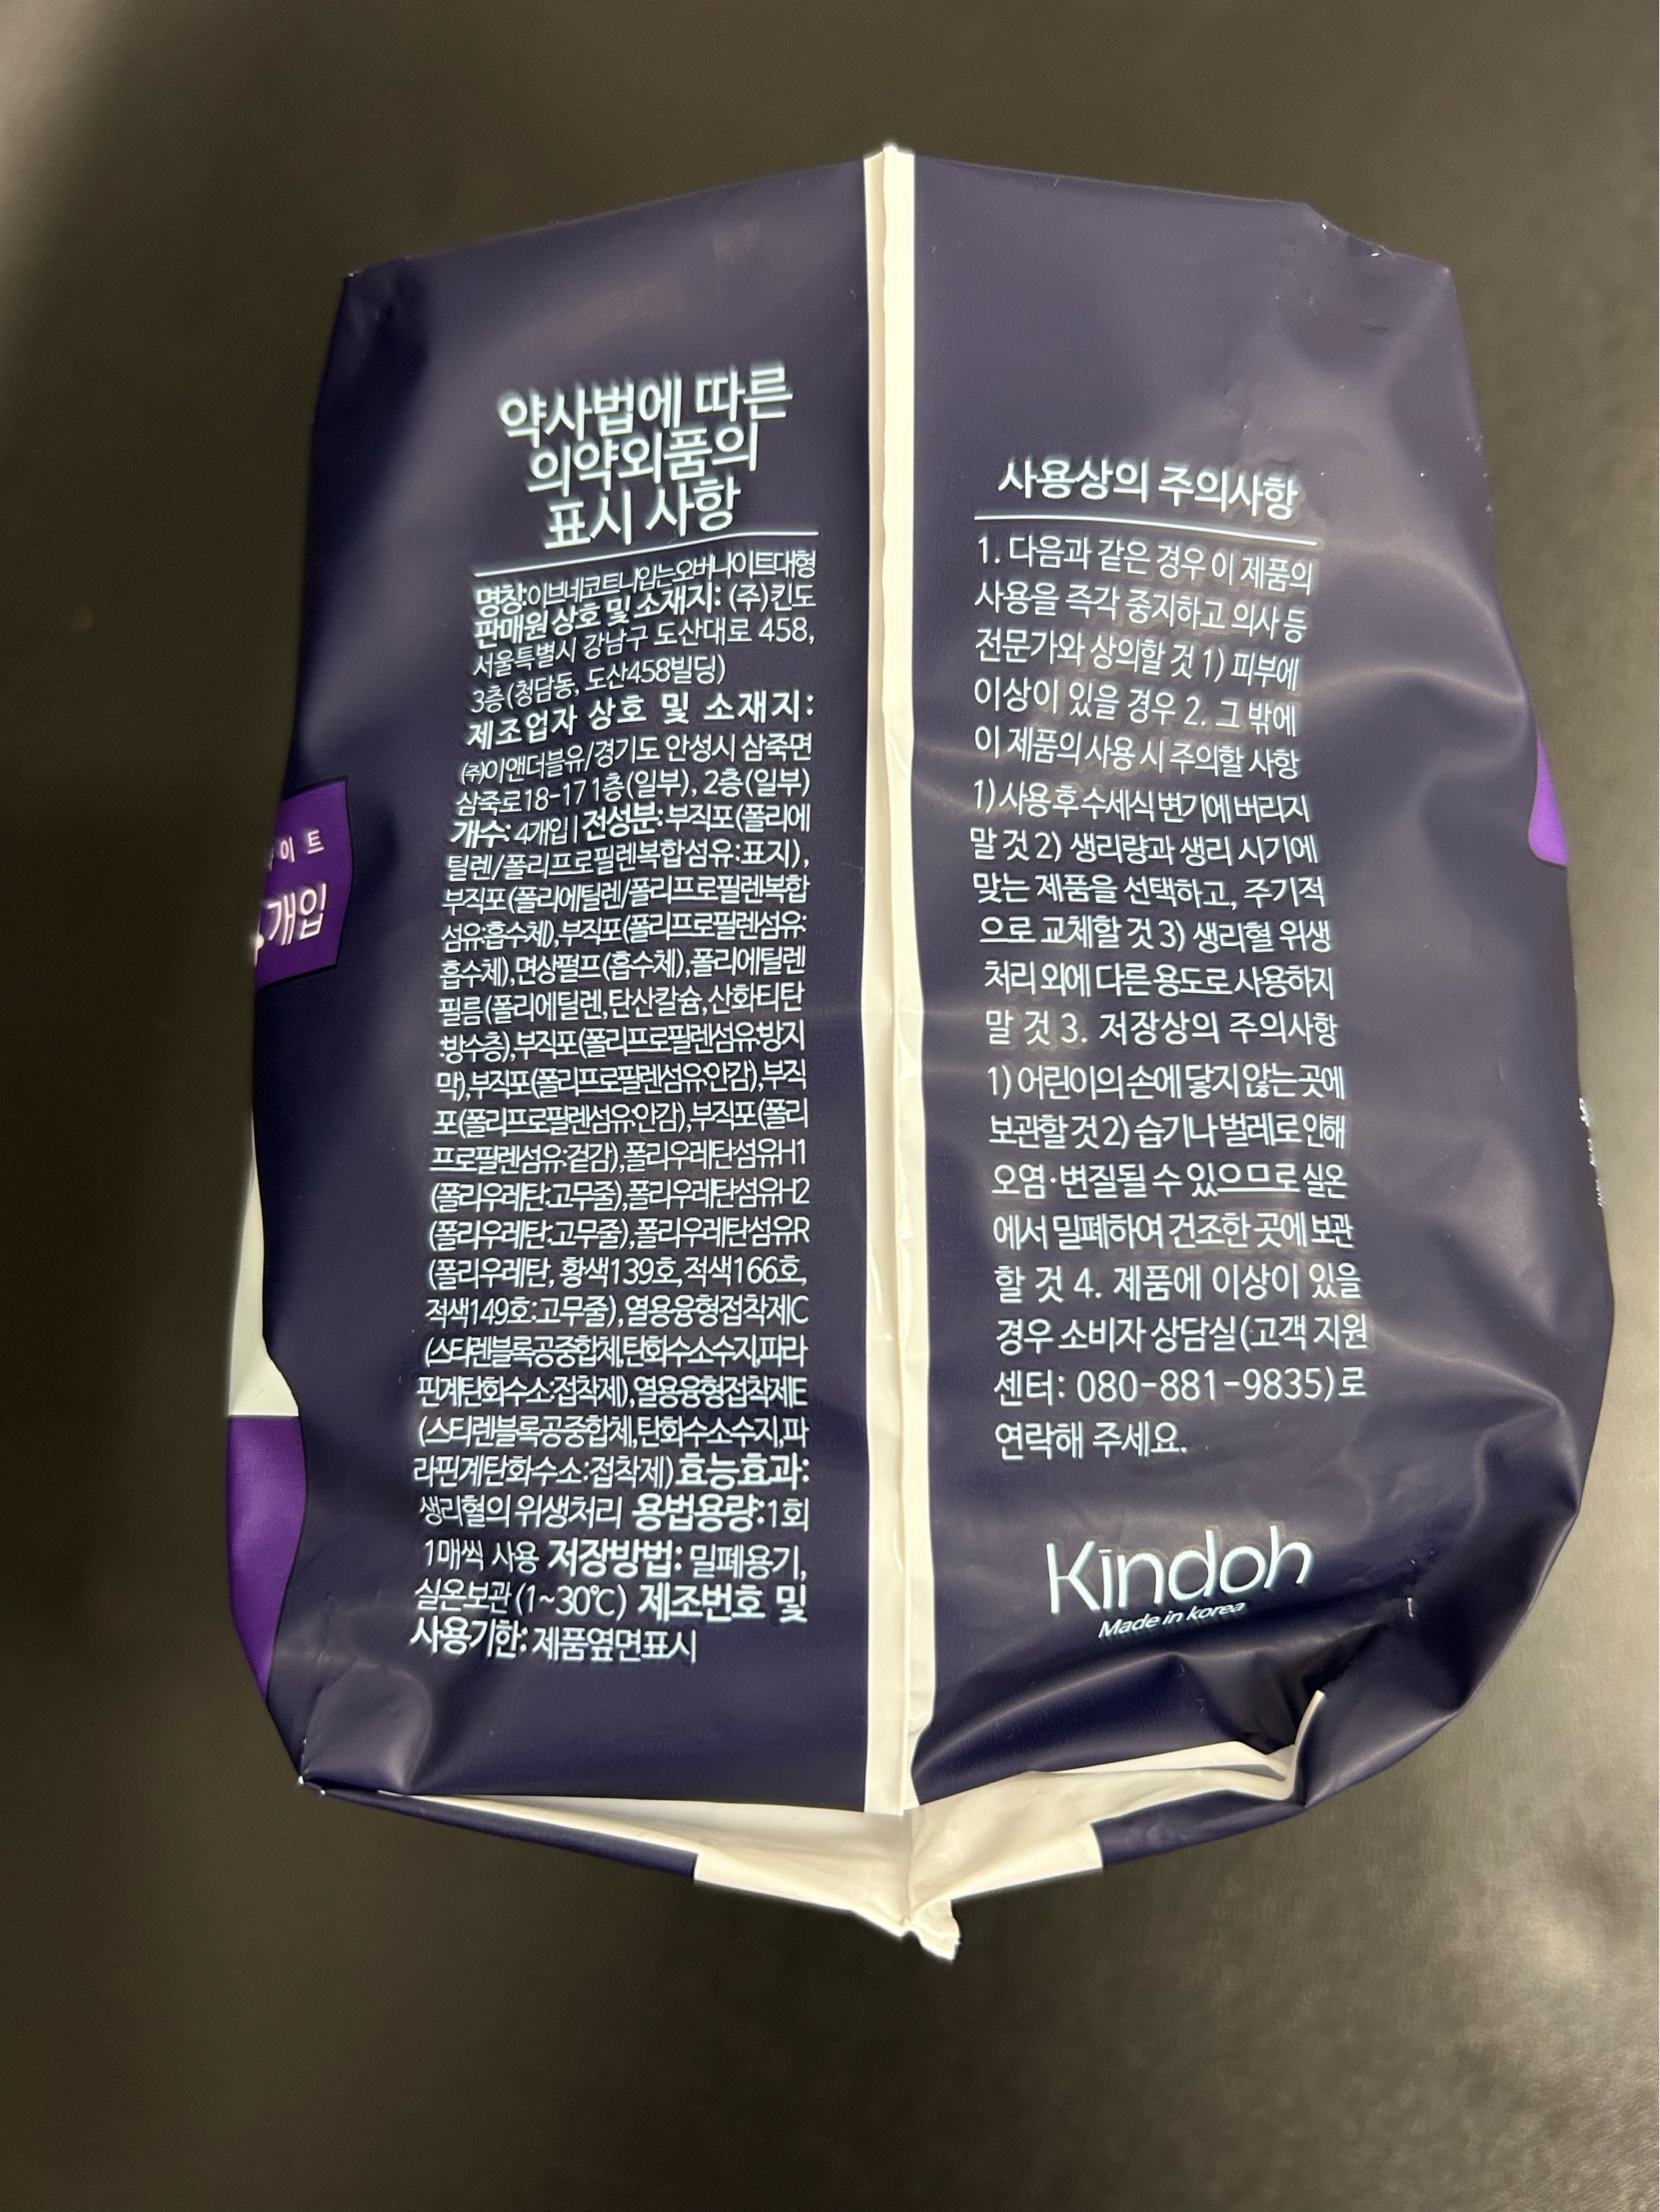 약사법에 따른
의약외품의
표시 사항
명칭:이브네코트니입는오버나이트대형
판매원 상호 및 소재지: (주)킨도
서울특별시 강남구 도산대로 458,
3층(청담동, 도산458빌딩)
제조업자 상호 및 소재지:
㈜이앤더블유/경기도 안성시 삼죽면
삼죽로18-17 1층(일부), 2층(일부)
개수: 4개입 | 전성분: 부직포(폴리에
틸렌/폴리프로필렌복합섬유:표지),
부직포(폴리에틸렌/폴리프로필렌복합
섬유:흡수체),부직포(폴리프로필렌섬유:
흡수체),면상펄프(흡수체),폴리에틸렌
필름(폴리에틸렌,탄산칼슘,산화티탄
:방수층),부직포(폴리프로필렌섬유:방지
막),부직포(폴리프로필렌섬유:안감),부직
포(폴리프로필렌섬유:안감),부직포(폴리
프로필렌섬유:겉감),폴리우레탄섬유H1
(폴리우레탄:고무줄),폴리우레탄섬유H2
(폴리우레탄:고무줄),폴리우레탄섬유R
(폴리우레탄, 황색139호,적색166호,
적색149호:고무줄),열용융형접착제C
(스티렌블록공중합체,탄화수소수지,파라
핀계탄화수소:접착제),열용융형접착제E
(스티렌블록공중합체,탄화수소수지,파
라핀계탄화수소:접착제) 효능효과:
생리혈의 위생처리 용법용량:1회
1매씩 사용 저장방법: 밀폐용기,
실온보관(1~30℃) 제조번호 및
사용기한: 제품옆면표시
사용상의 주의사항
1. 다음과 같은 경우 이 제품의
사용을 즉각 중지하고 의사 등
전문가와 상의할 것 1) 피부에
이상이 있을 경우 2. 그 밖에
이 제품의 사용 시 주의할 사항
1) 사용 후 수세식 변기에 버리지
말 것 2) 생리량과 생리 시기에
맞는 제품을 선택하고, 주기적
으로 교체할 것 3) 생리혈 위생
처리 외에 다른 용도로 사용하지
말 것 3. 저장상의 주의사항
1) 어린이의 손에 닿지 않는 곳에
보관할 것 2) 습기나 벌레로 인해
오염·변질될 수 있으므로 실온
에서 밀폐하여 건조한 곳에 보관
할 것 4. 제품에 이상이 있을
경우 소비자 상담실(고객 지원
센터: 080-881-9835)로
연락해 주세요.
Kindoh
Made in korea
이트
개입